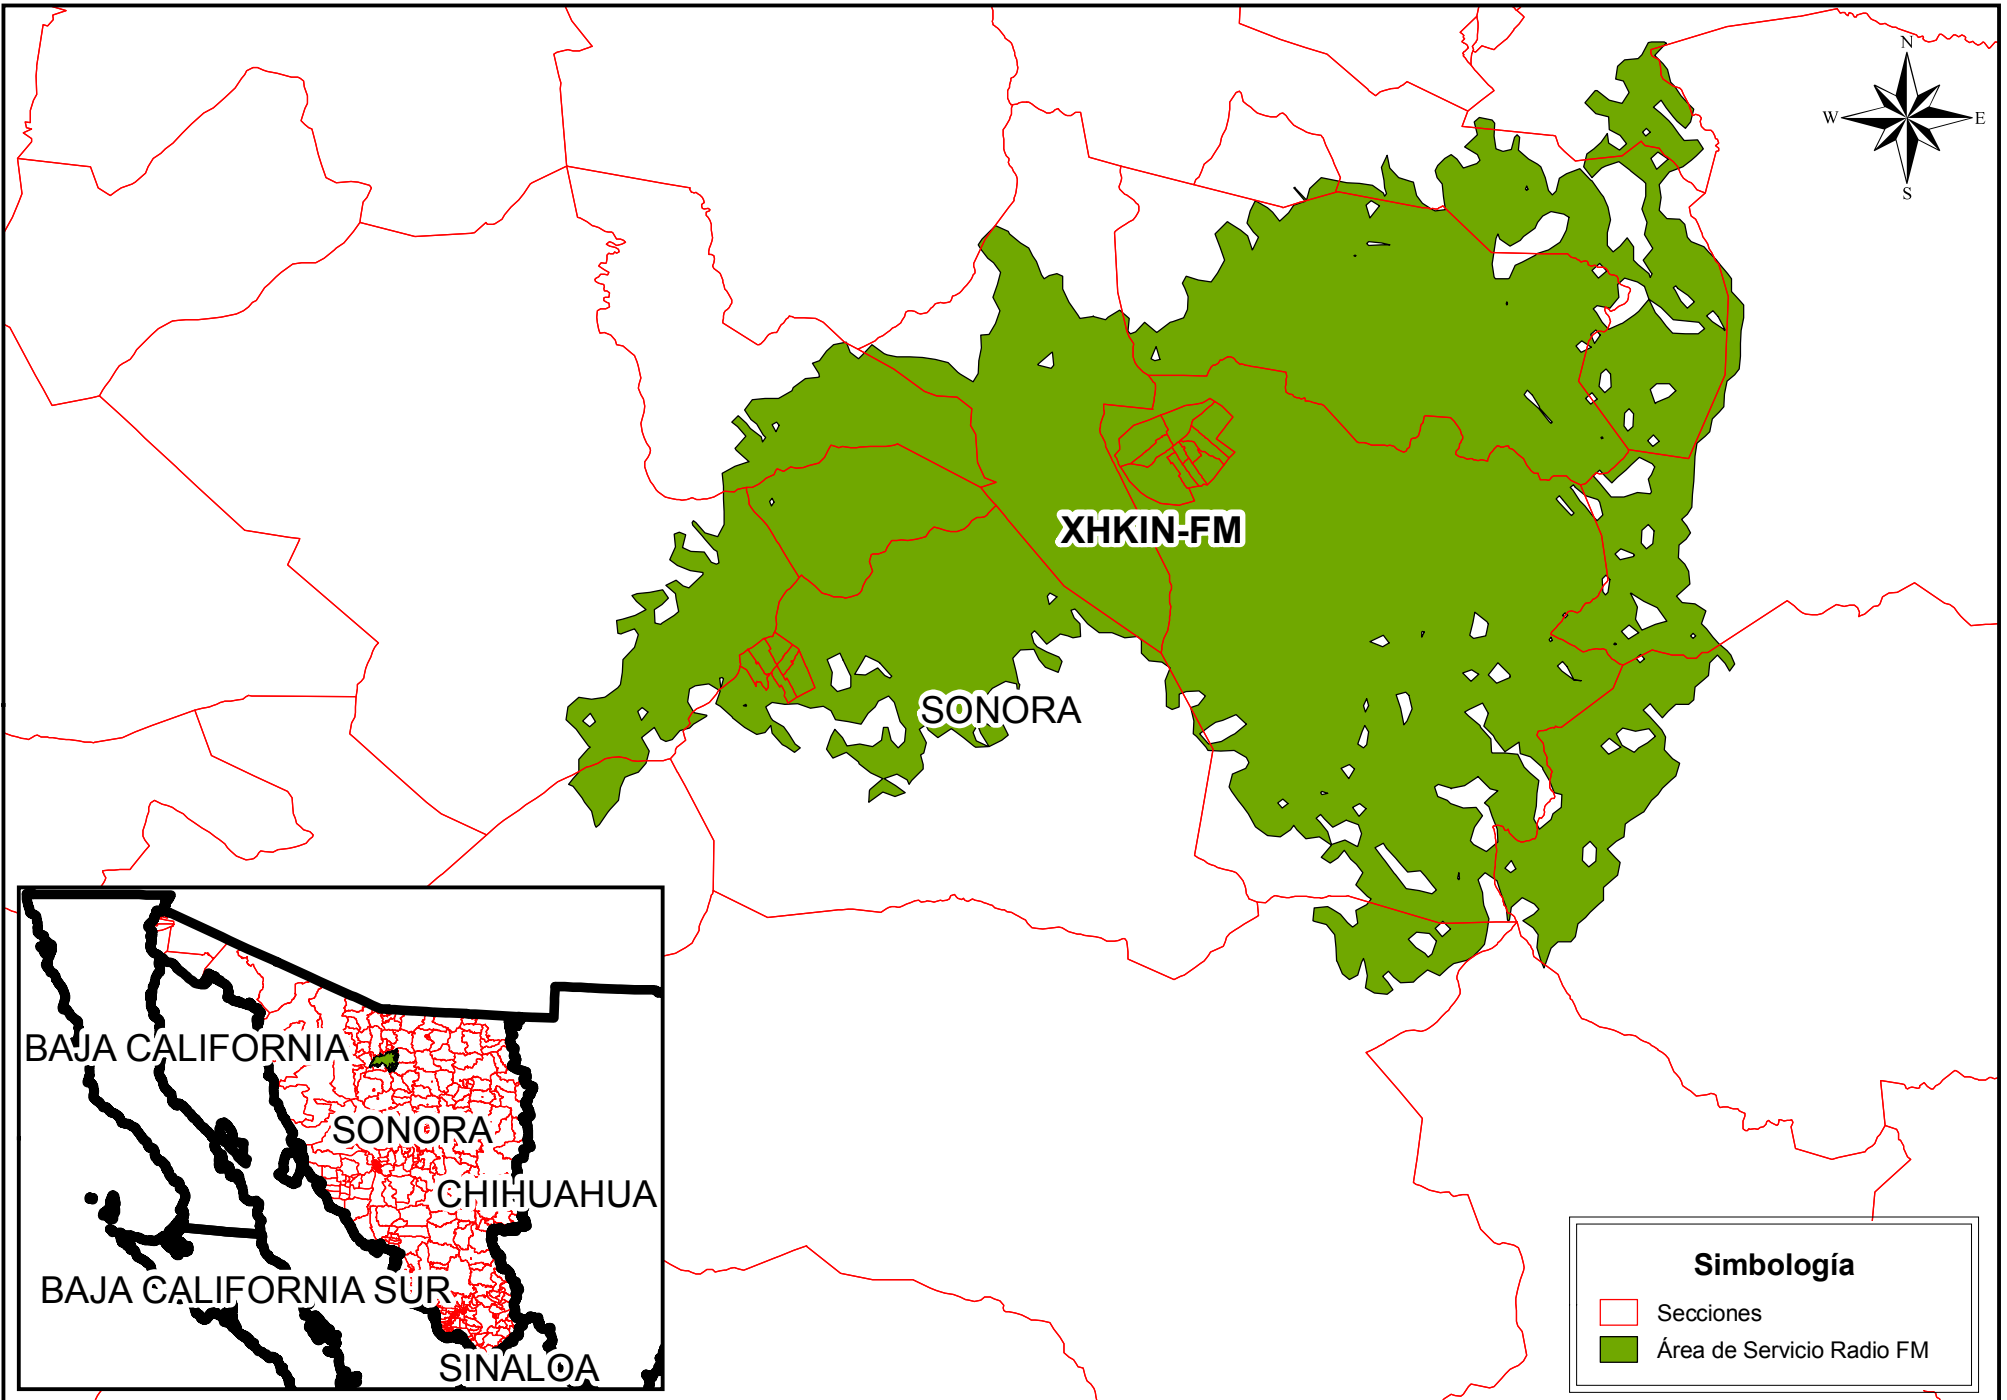 N
W
E
S
XHKIN-FM
SONORA
BAJA CALIFORNIA
SONORA
CHIHUAHUA
BAJA CALIFORNIA SUR
SINALOA
Simbología
Secciones
Área de Servicio Radio FM